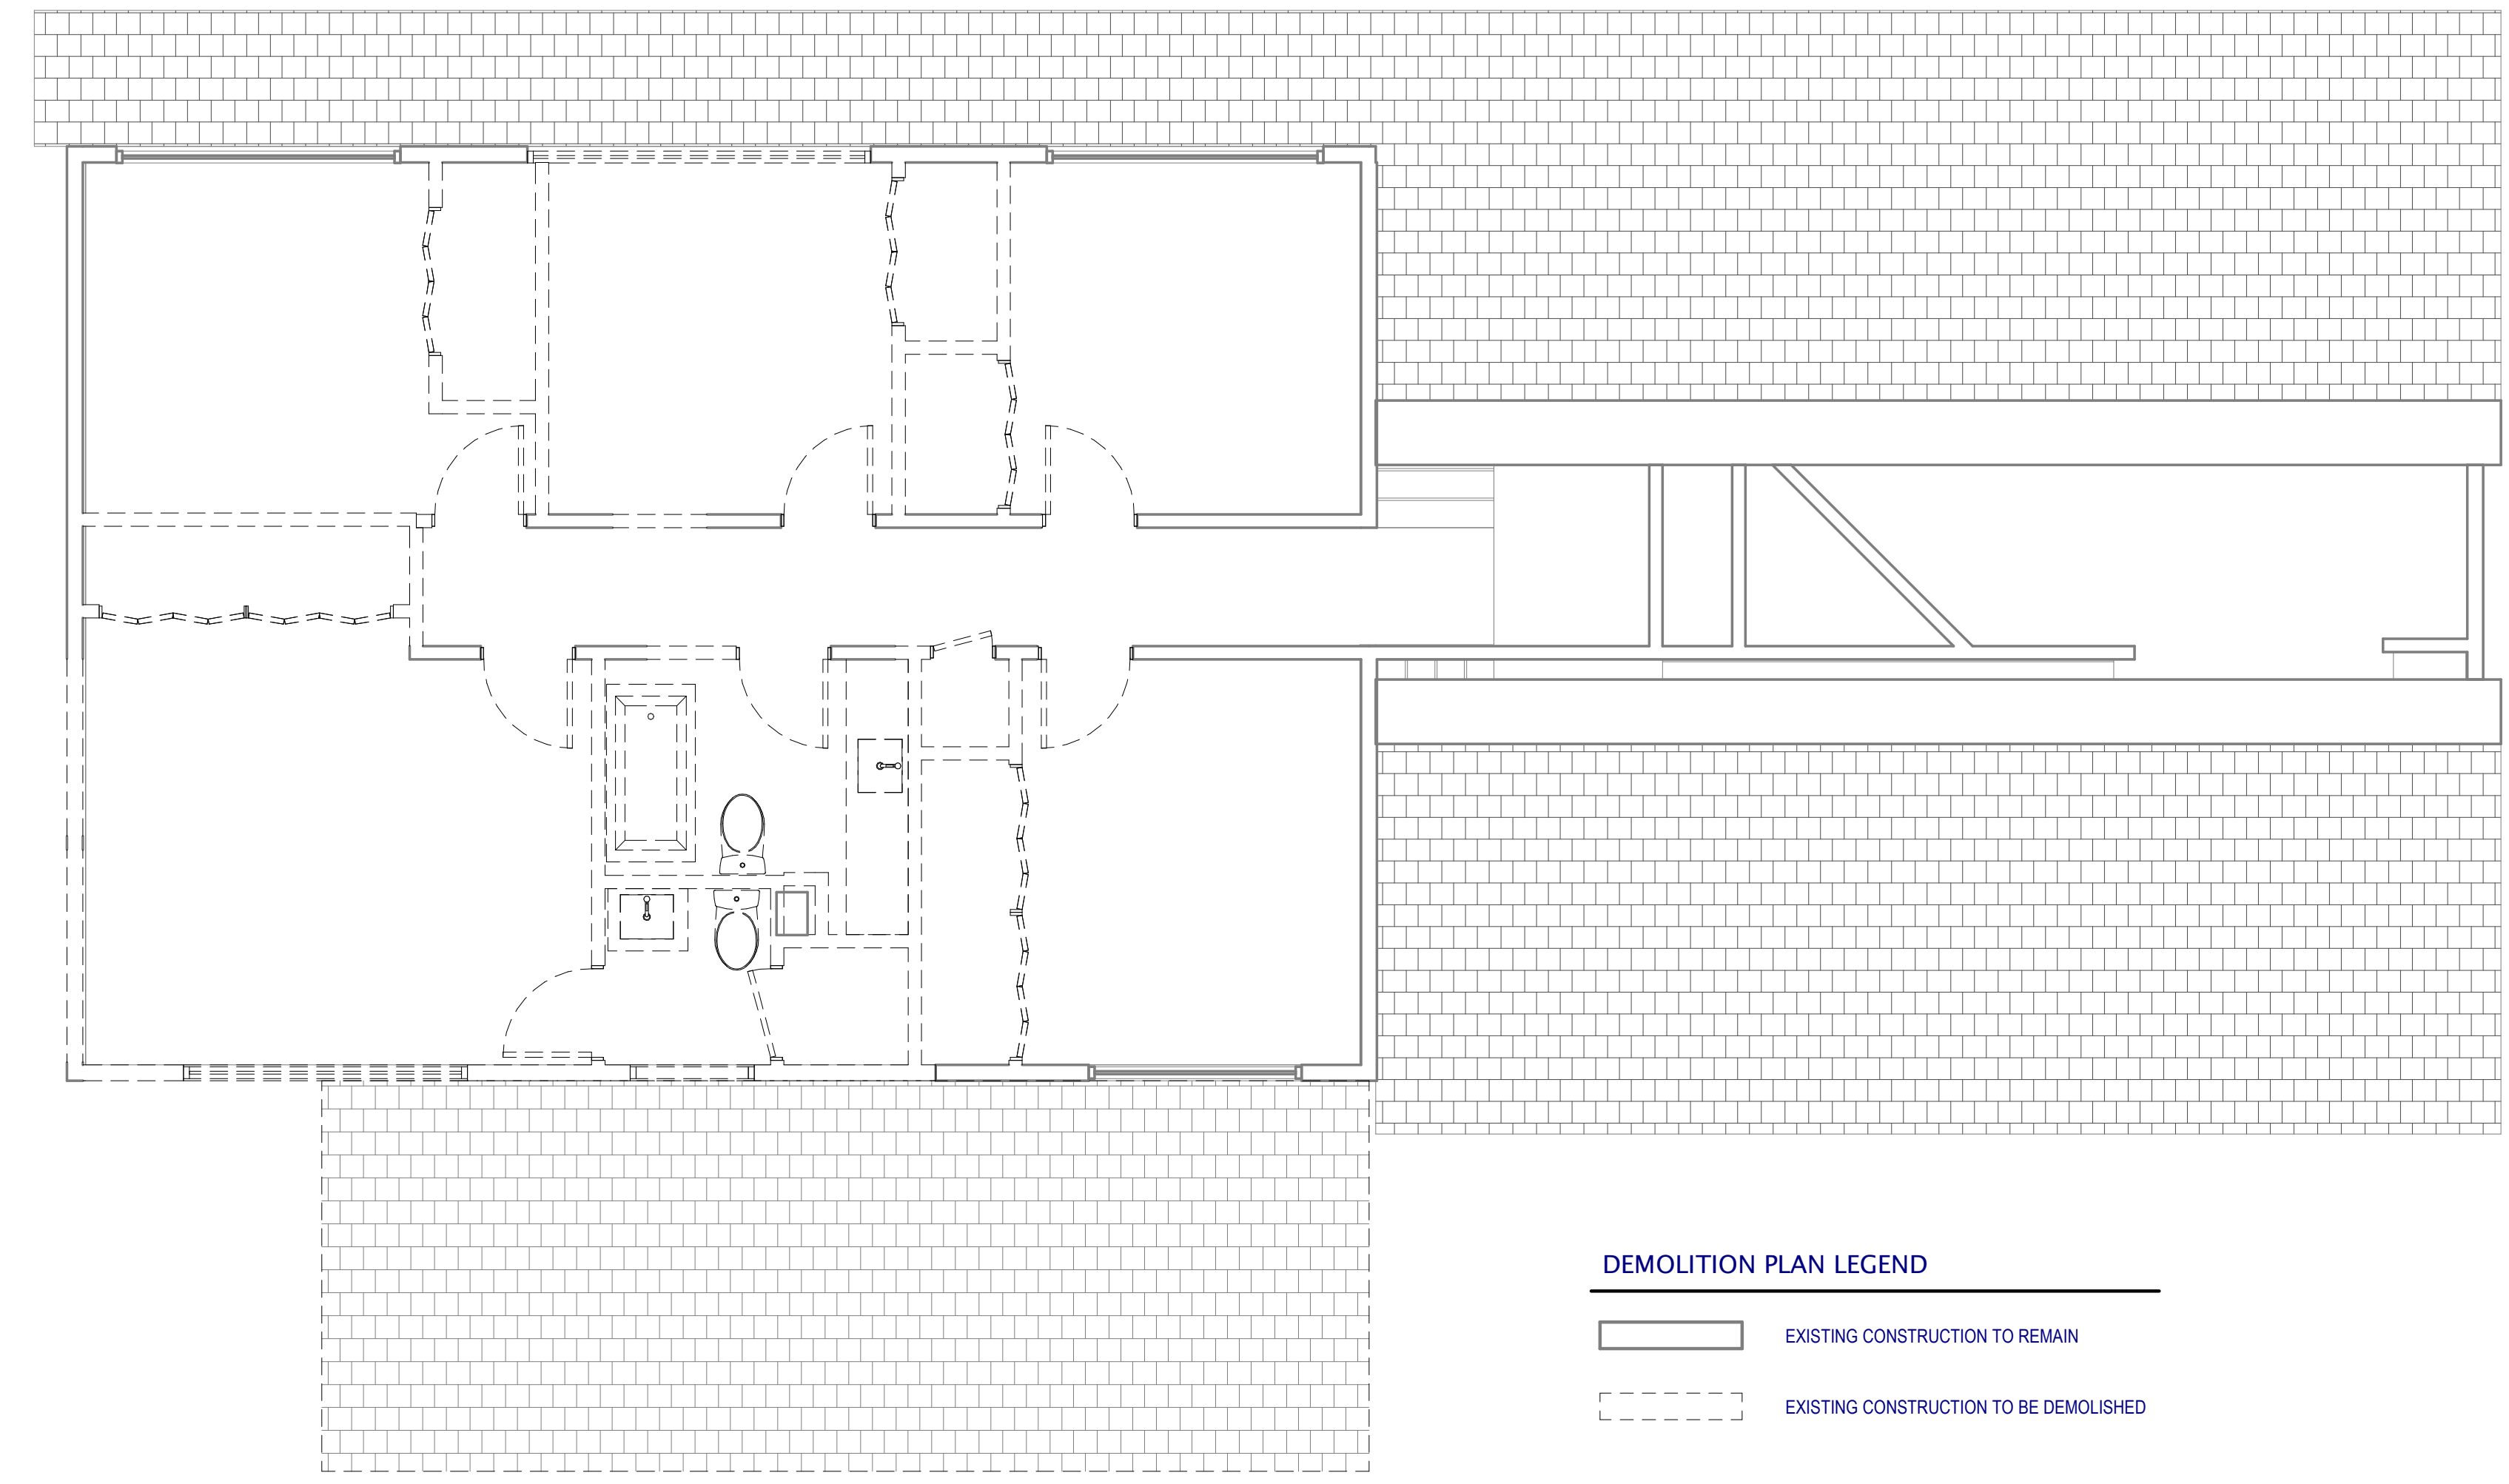 DEMOLITION PLAN LEGEND
EXISTING CONSTRUCTION TO REMAIN
EXISTING CONSTRUCTION TO BE DEMOLISHED